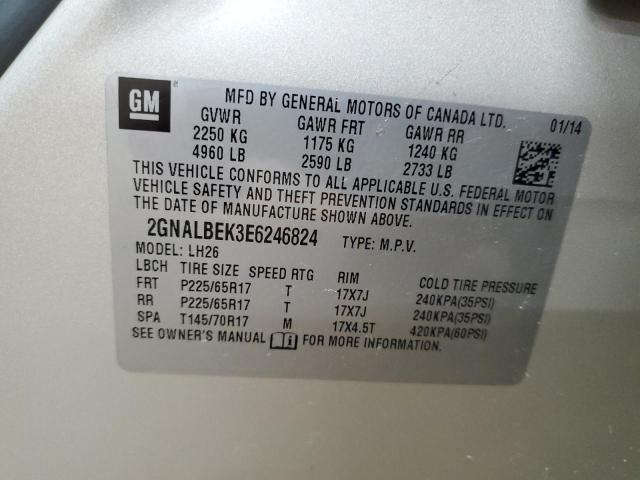 GM
MFD BY GENERAL MOTORS OF CANADA LTD.
01/14
GVWR GAWR FRT GAWR RR
2250 KG 1175 KG 1240 KG
4960 LB 2590 LB 2733 LB
THIS VEHICLE CONFORMS TO ALL APPLICABLE U.S. FEDERAL MOTOR
VEHICLE SAFETY AND THEFT PREVENTION STANDARDS IN EFFECT ON
THE DATE OF MANUFACTURE SHOWN ABOVE.
2GNALBEK3E6246824 TYPE: M.P.V.
MODEL: LH26
LBCH TIRE SIZE SPEED RTG RIM COLD TIRE PRESSURE
FRT P225/65R17 T 17X7J 240KPA(35PSI)
RR P225/65R17 T 17X7J 240KPA(35PSI)
SPA T145/70R17 M 17X4.5T 420KPA(60PSI)
SEE OWNER'S MANUAL FOR MORE INFORMATION.